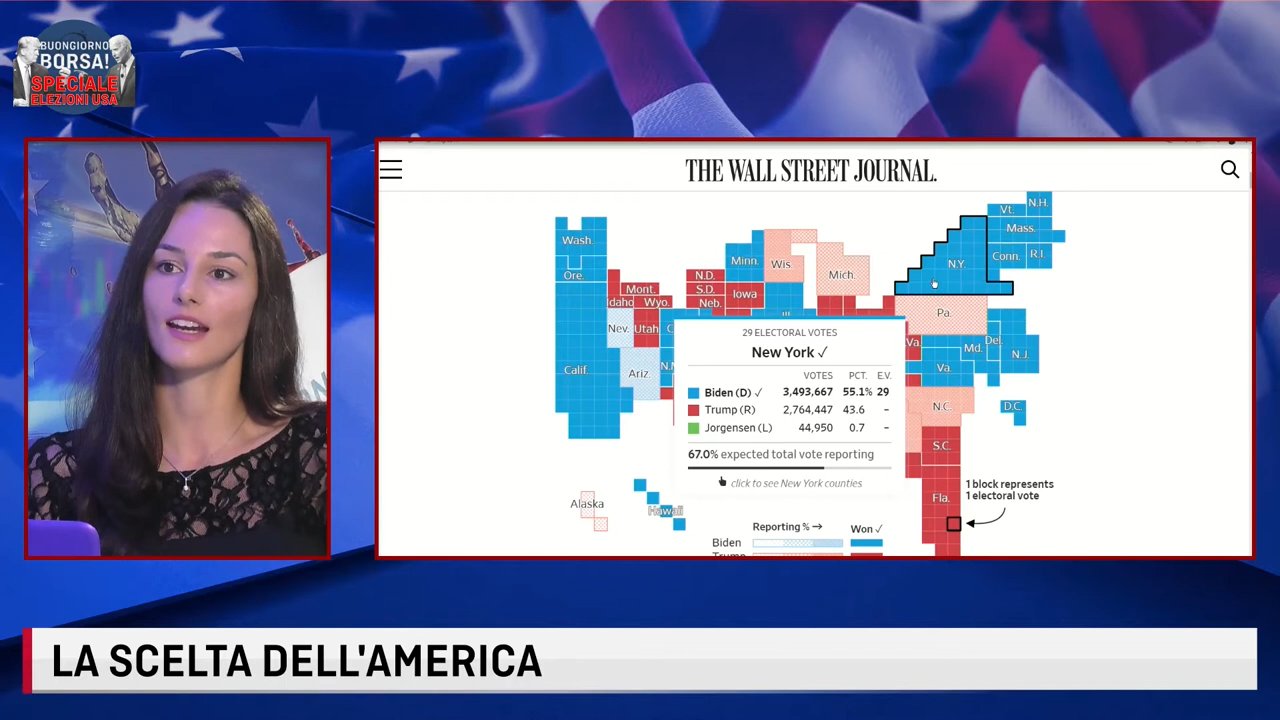 BUONGIORNO
BORSA!
SPECIALE
ELEZIONI USA
THE WALL STREET JOURNAL.
Wash.
Ore.
Idaho
Mont.
Wyo.
Nev.
Utah
Calif.
Ariz.
N.D.
S.D.
Neb.
Minn.
Iowa
Wis.
Mich.
Ill
N.Y.
Vt.
N.H.
Mass.
Conn.
R.I.
Pa.
Va.
Md.
Del.
N.J.
Va.
N.C.
D.C.
S.C.
Fla.
29 ELECTORAL VOTES
New York ✓
VOTES PCT. E.V.
Biden (D) ✓ 3,493,667 55.1% 29
Trump (R) 2,764,447 43.6 –
Jorgensen (L) 44,950 0.7 –
67.0% expected total vote reporting
click to see New York counties
Alaska
Hawaii
1 block represents
1 electoral vote
Reporting % → Won ✓
Biden
Trump
LA SCELTA DELL'AMERICA